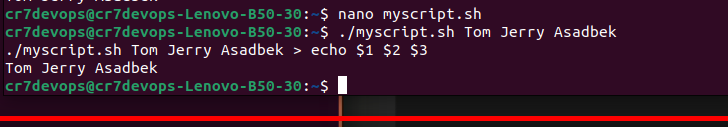 cr7devops@cr7devops-Lenovo-B50-30:~$ nano myscript.sh
cr7devops@cr7devops-Lenovo-B50-30:~$ ./myscript.sh Tom Jerry Asadbek
./myscript.sh Tom Jerry Asadbek > echo $1 $2 $3
Tom Jerry Asadbek
cr7devops@cr7devops-Lenovo-B50-30:~$